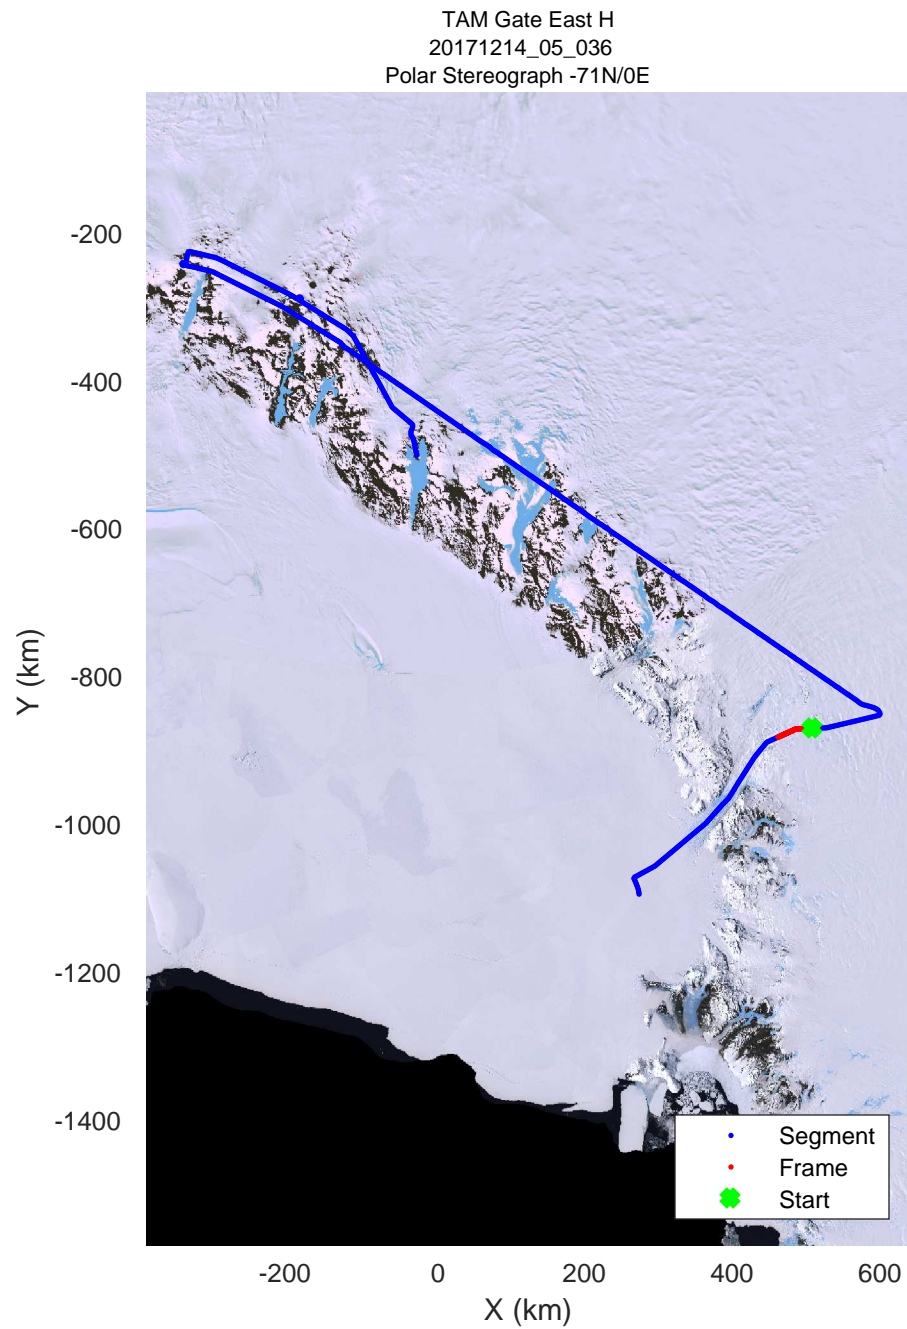 TAM Gate East H
20171214_05_036
Polar Stereograph -71N/0E
-200
-400
-600
-800
-1000
-1200
-1400
Y (km)
Segment
Frame
Start
-200 0 200 400 600
X (km)